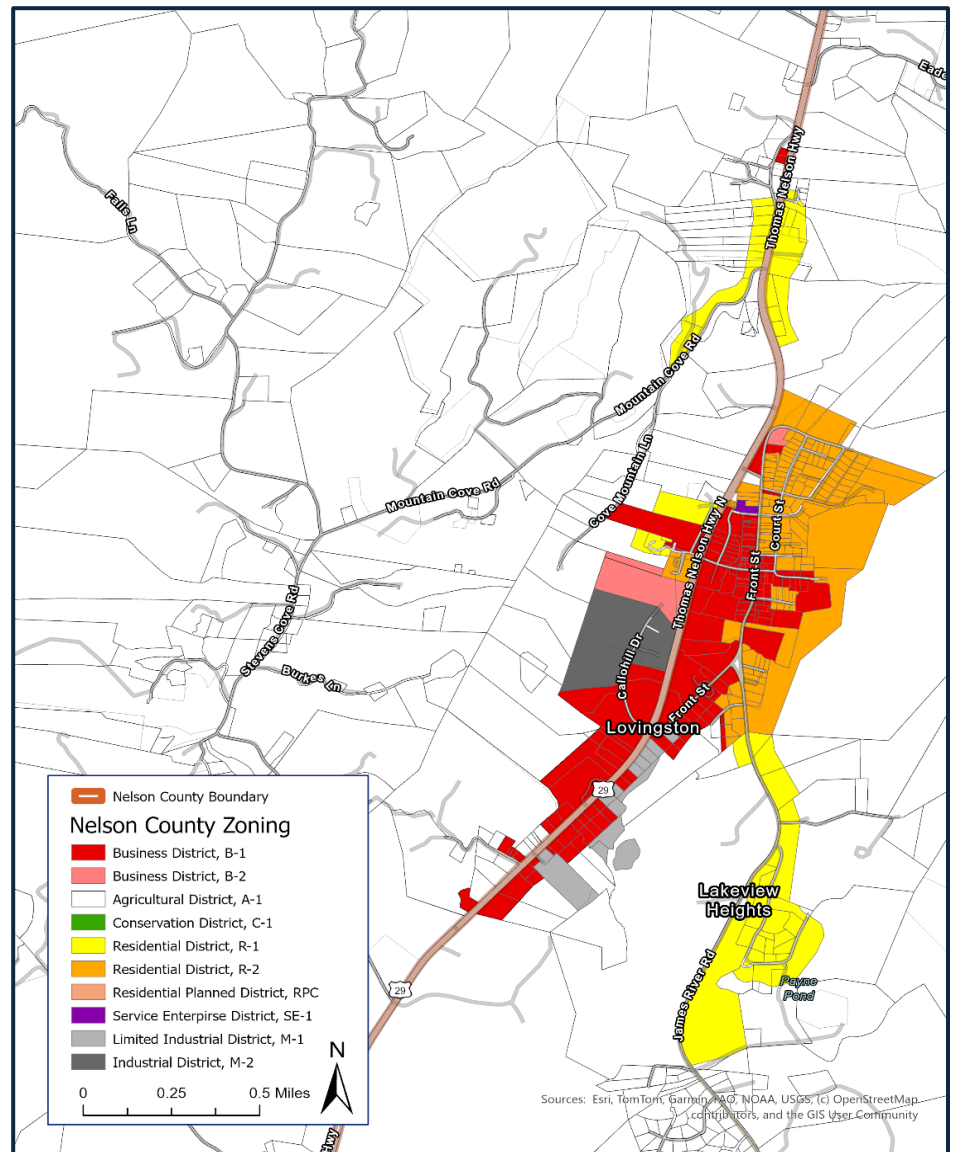 Eade
Thomas Nelson Hwy
Falls Ln
Mountain Cove Rd
Mountain Cove Rd
Cove Mountain Ln
Thomas Nelson Hwy N
Court St
Front St
Stevens Cove Rd
Burkes Ln
Callohill Dr
Front St
Lovingston
29
Lakeview
Heights
Payne
Pond
James River Rd
29
Hwy
Nelson County Boundary
Nelson County Zoning
Business District, B-1
Business District, B-2
Agricultural District, A-1
Conservation District, C-1
Residential District, R-1
Residential District, R-2
Residential Planned District, RPC
Service Enterpirse District, SE-1
Limited Industrial District, M-1
Industrial District, M-2
N
0 0.25 0.5 Miles
Sources: Esri, TomTom, Garmin, FAO, NOAA, USGS, (c) OpenStreetMap
contributors, and the GIS User Community